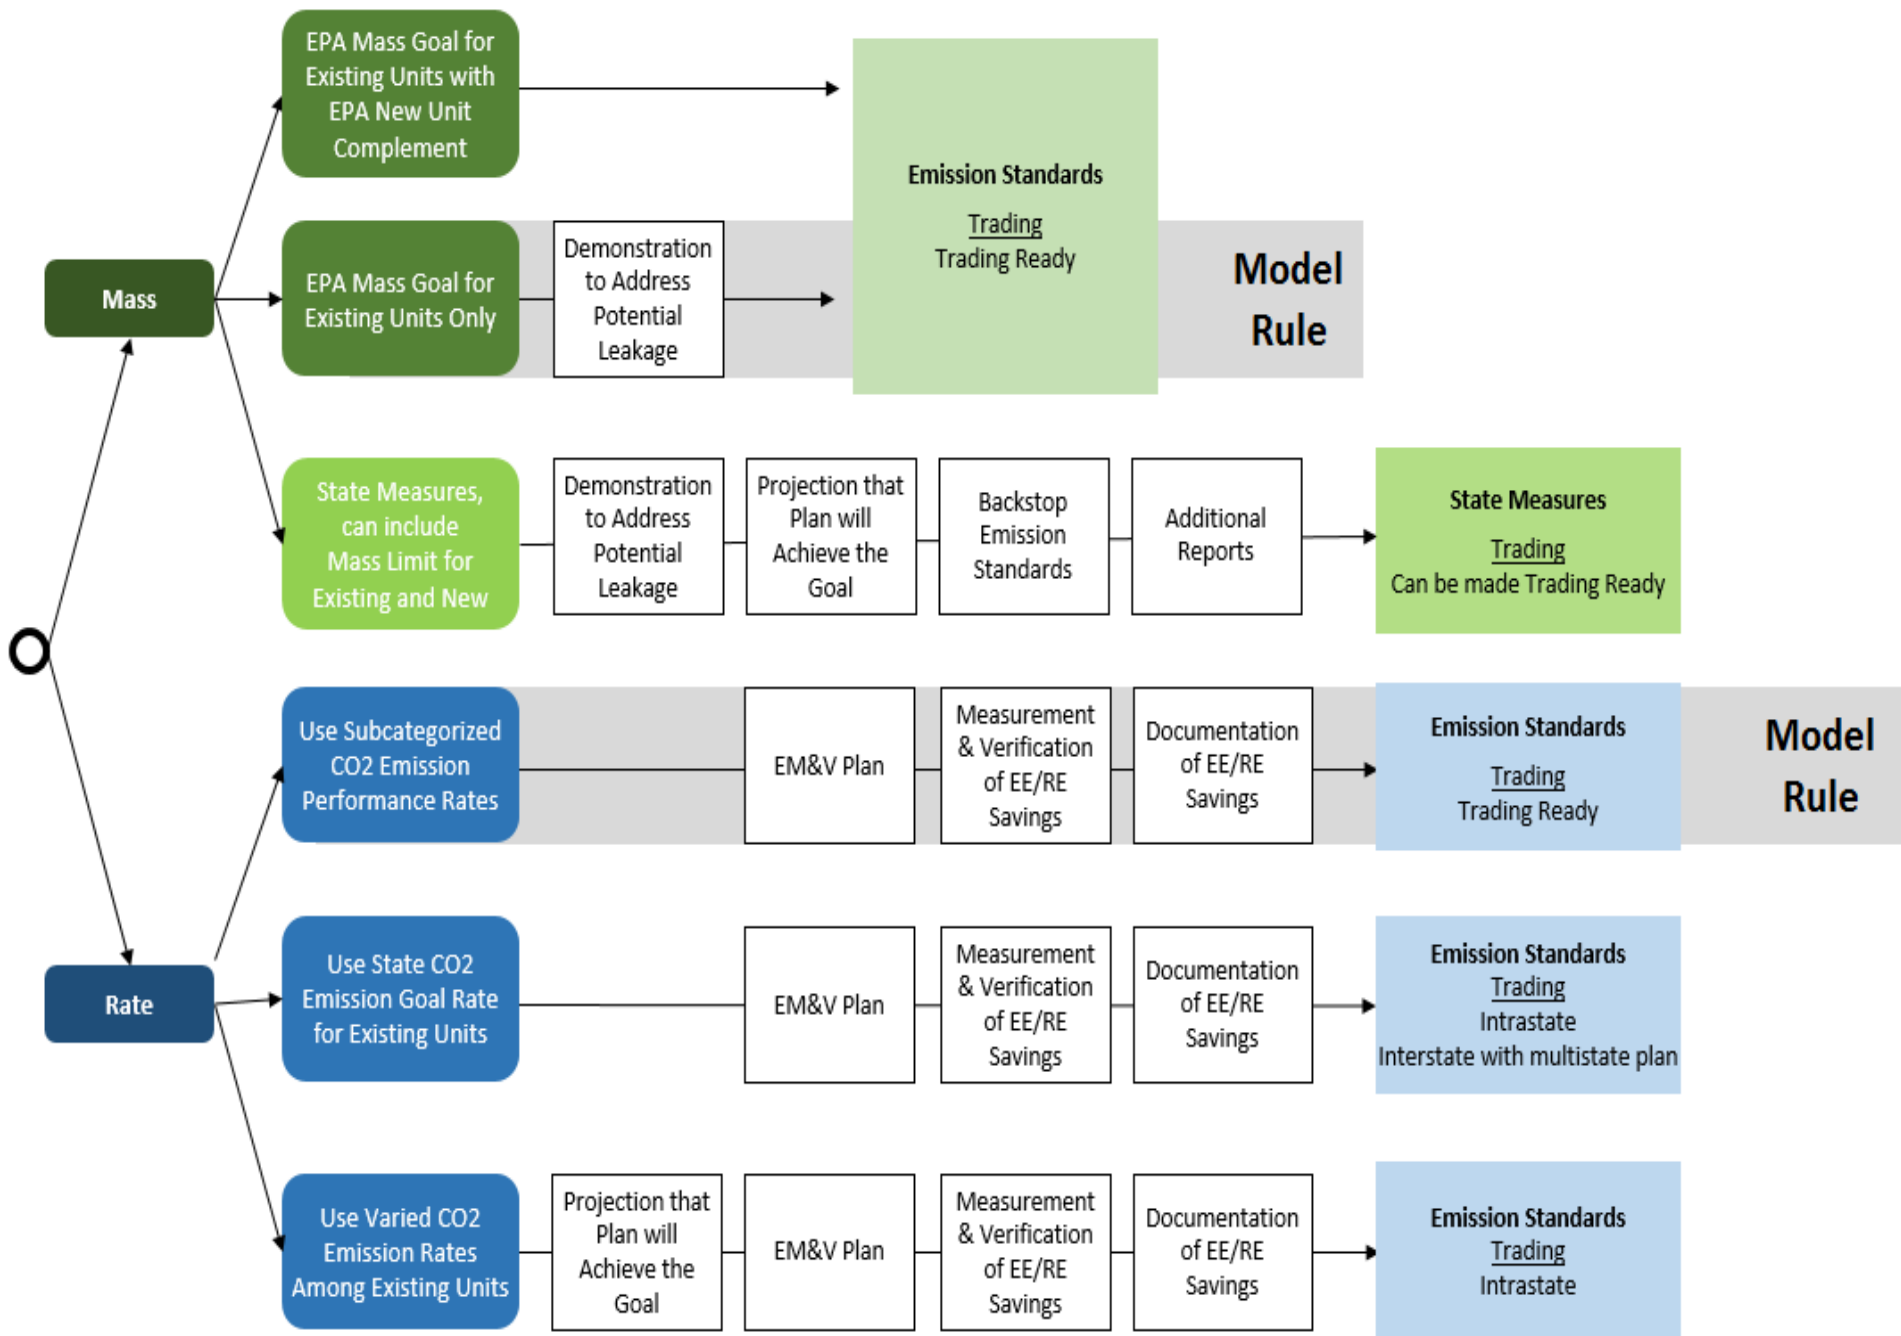 EPA Mass Goal for
Existing Units with
EPA New Unit
Complement
Emission Standards
Trading
Trading Ready
Mass
EPA Mass Goal for
Existing Units Only
Demonstration
to Address
Potential
Leakage
Model
Rule
State Measures,
can include
Mass Limit for
Existing and New
Demonstration
to Address
Potential
Leakage
Projection that
Plan will
Achieve the
Goal
Backstop
Emission
Standards
Additional
Reports
State Measures
Trading
Can be made Trading Ready
Use Subcategorized
CO2 Emission
Performance Rates
EM&V Plan
Measurement
& Verification
of EE/RE
Savings
Documentation
of EE/RE
Savings
Emission Standards
Trading
Trading Ready
Model
Rule
Rate
Use State CO2
Emission Goal Rate
for Existing Units
EM&V Plan
Measurement
& Verification
of EE/RE
Savings
Documentation
of EE/RE
Savings
Emission Standards
Trading
Intrastate
Interstate with multistate plan
Use Varied CO2
Emission Rates
Among Existing Units
Projection that
Plan will
Achieve the
Goal
EM&V Plan
Measurement
& Verification
of EE/RE
Savings
Documentation
of EE/RE
Savings
Emission Standards
Trading
Intrastate